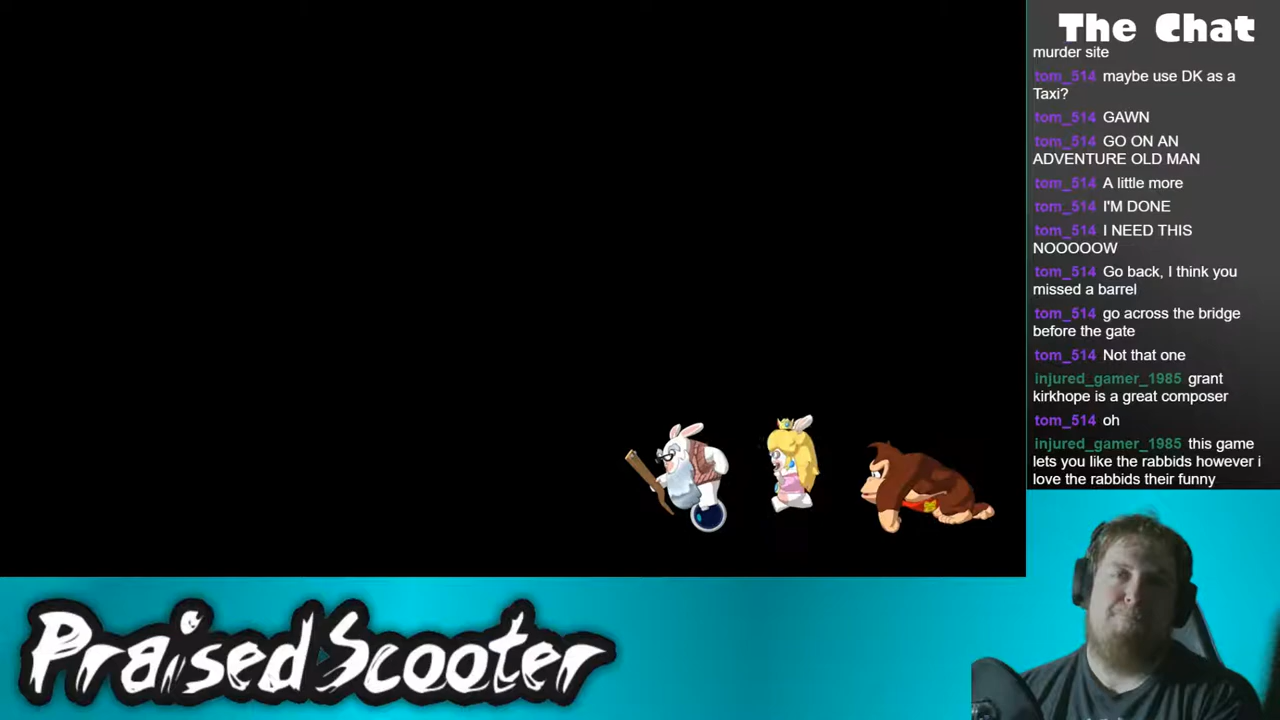 The Chat
murder site
tom_514 maybe use DK as a
Taxi?
tom_514 GAWN
tom_514 GO ON AN
ADVENTURE OLD MAN
tom_514 A little more
tom_514 I'M DONE
tom_514 I NEED THIS
NOOOOOW
tom_514 Go back, I think you
missed a barrel
tom_514 go across the bridge
before the gate
tom_514 Not that one
injured_gamer_1985 grant
kirkhope is a great composer
tom_514 oh
injured_gamer_1985 this game
lets you like the rabbids however i
love the rabbids their funny
PraisedScooter